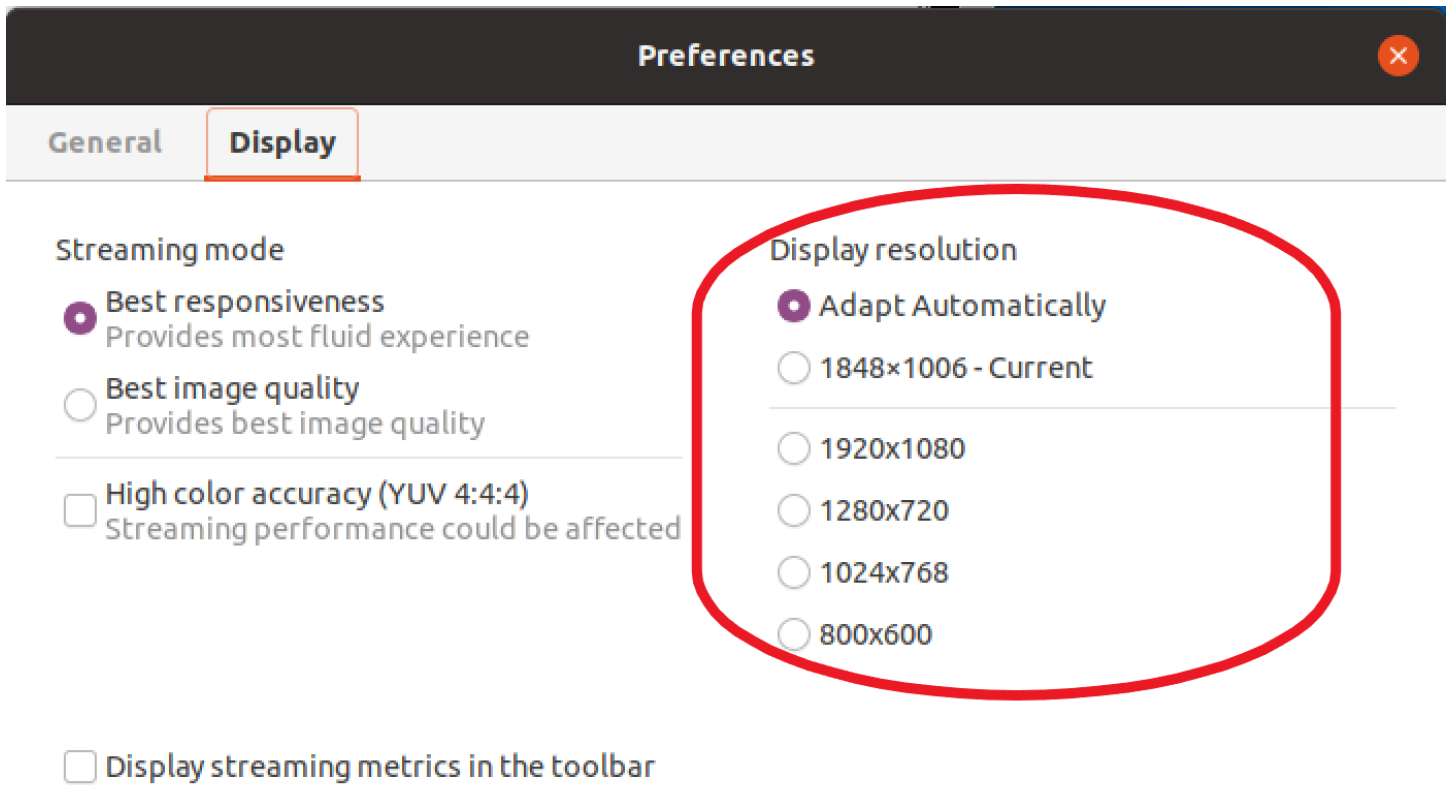 Preferences
General
Display
Streaming mode
Best responsiveness
Provides most fluid experience
Best image quality
Provides best image quality
High color accuracy (YUV 4:4:4)
Streaming performance could be affected
Display resolution
Adapt Automatically
1848×1006 - Current
1920x1080
1280x720
1024x768
800x600
Display streaming metrics in the toolbar